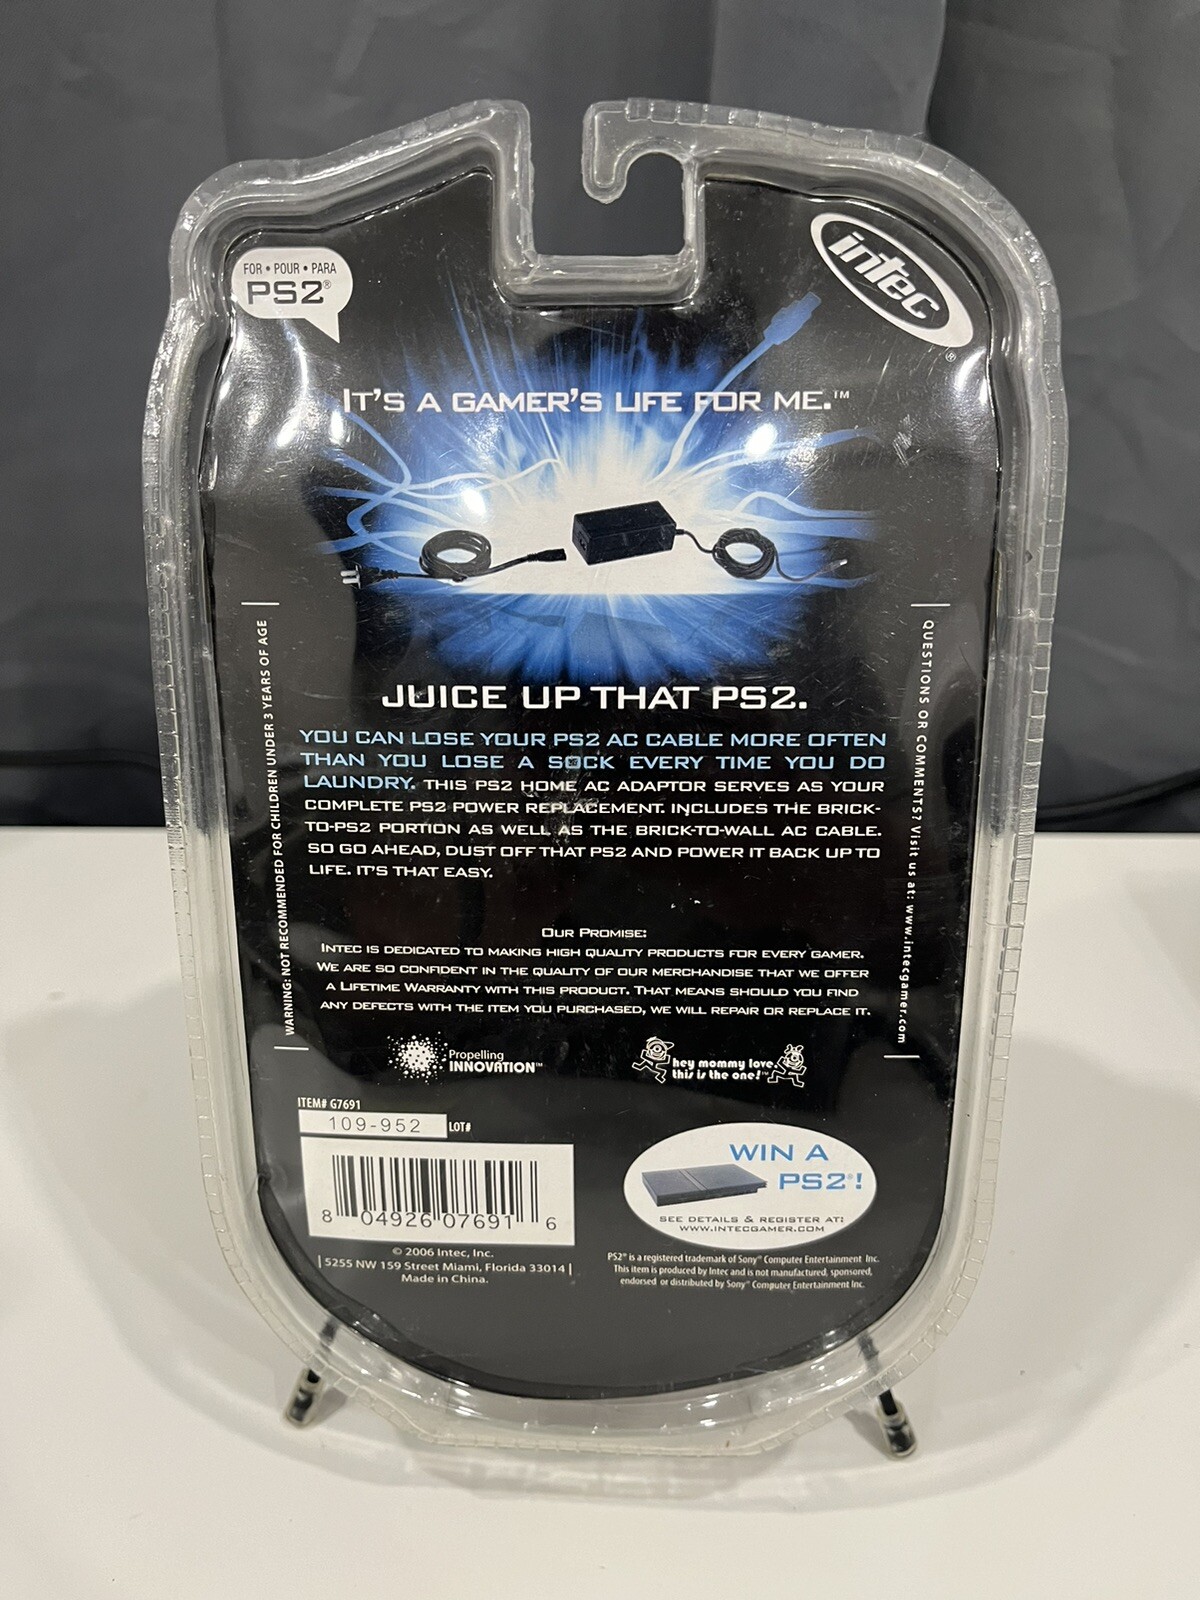 FOR • POUR • PARA
PS2®
intec®
IT'S A GAMER'S LIFE FOR ME.™
JUICE UP THAT PS2.
YOU CAN LOSE YOUR PS2 AC CABLE MORE OFTEN
THAN YOU LOSE A SOCK EVERY TIME YOU DO
LAUNDRY. THIS PS2 HOME AC ADAPTOR SERVES AS YOUR
COMPLETE PS2 POWER REPLACEMENT. INCLUDES THE BRICK-
TO-PS2 PORTION AS WELL AS THE BRICK-TO-WALL AC CABLE.
SO GO AHEAD, DUST OFF THAT PS2 AND POWER IT BACK UP TO
LIFE. IT'S THAT EASY.
WARNING: NOT RECOMMENDED FOR CHILDREN UNDER 3 YEARS OF AGE
QUESTIONS OR COMMENTS? Visit us at: www.intecgamer.com
OUR PROMISE:
INTEC IS DEDICATED TO MAKING HIGH QUALITY PRODUCTS FOR EVERY GAMER.
WE ARE SO CONFIDENT IN THE QUALITY OF OUR MERCHANDISE THAT WE OFFER
A LIFETIME WARRANTY WITH THIS PRODUCT. THAT MEANS SHOULD YOU FIND
ANY DEFECTS WITH THE ITEM YOU PURCHASED, WE WILL REPAIR OR REPLACE IT.
Propelling
INNOVATION™
hey mommy love,
this is the one!™
ITEM# G7691
109-952 LOT#
8 04926 07691 6
WIN A
PS2®!
SEE DETAILS & REGISTER AT:
WWW.INTECGAMER.COM
© 2006 Intec, Inc.
| 5255 NW 159 Street Miami, Florida 33014 |
Made in China.
PS2® is a registered trademark of Sony® Computer Entertainment Inc.
This item is produced by Intec and is not manufactured, sponsored,
endorsed or distributed by Sony® Computer Entertainment Inc.